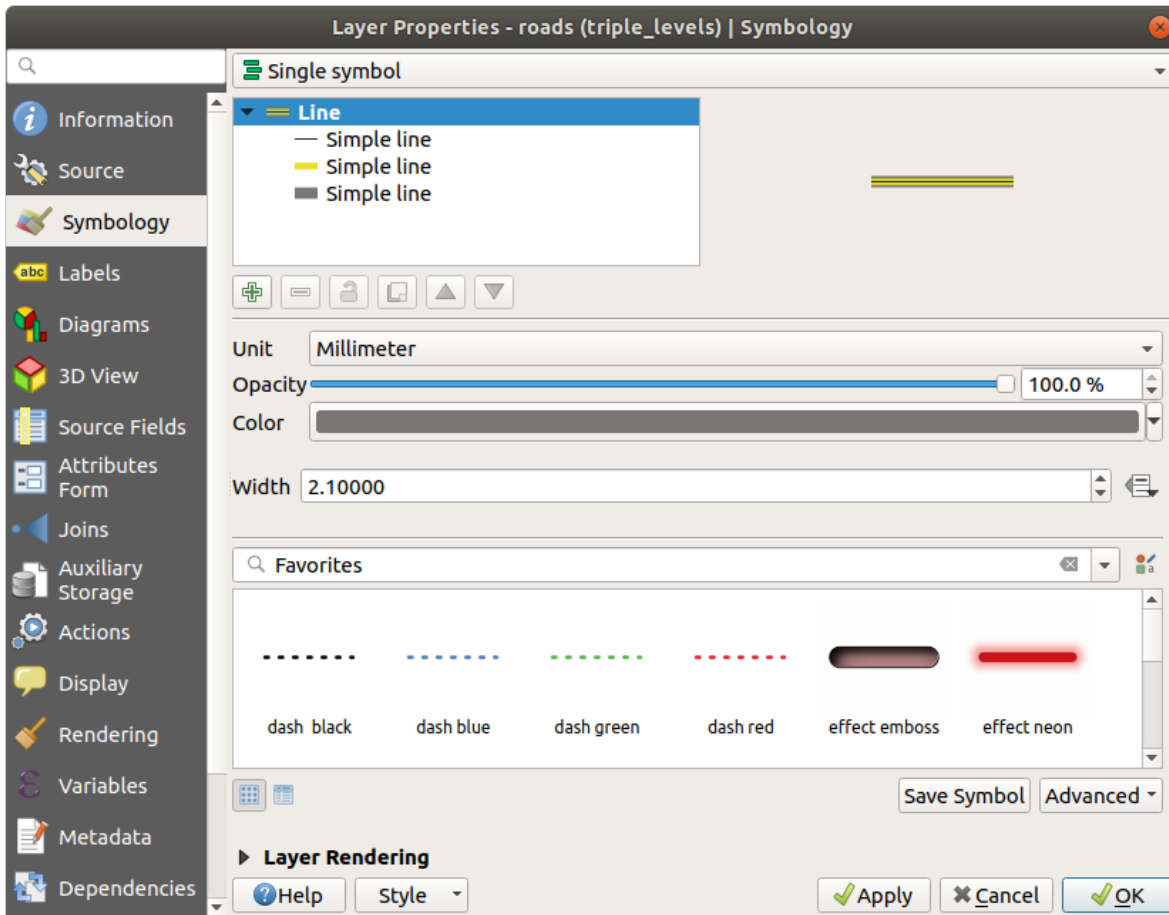 Layer Properties - roads (triple_levels) | Symbology
Information
Source
Symbology
abc Labels
Diagrams
3D View
Source Fields
Attributes
Form
Joins
Auxiliary
Storage
Actions
Display
Rendering
Variables
Metadata
Dependencies
Single symbol
Line
Simple line
Simple line
Simple line
Unit Millimeter
Opacity 100.0 %
Color
Width 2.10000
Favorites
dash  black dash blue dash green dash red effect emboss effect neon
Save Symbol Advanced
Layer Rendering
Help Style Apply Cancel OK